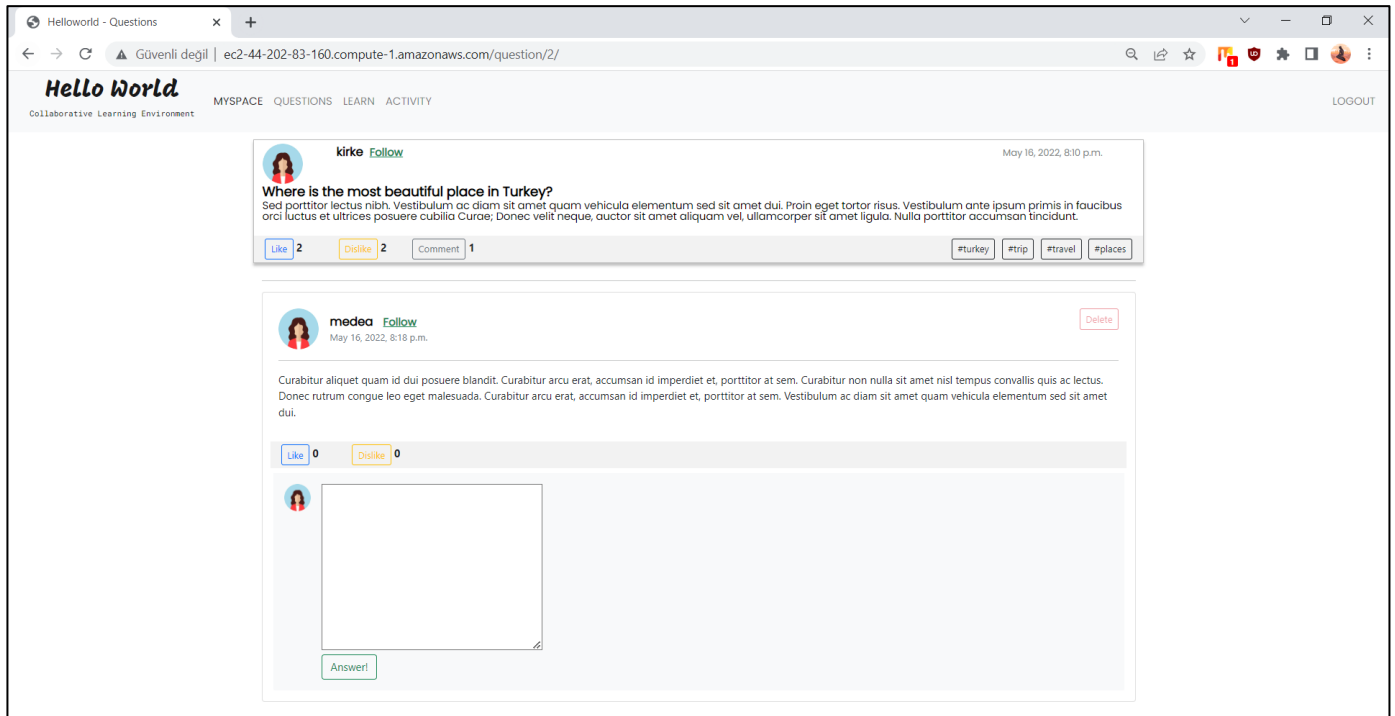 Helloworld - Questions
Güvenli değil | ec2-44-202-83-160.compute-1.amazonaws.com/question/2/
1
Hello World
Collaborative Learning Environment
MYSPACE QUESTIONS LEARN ACTIVITY
LOGOUT
kirke Follow
May 16, 2022, 8:10 p.m.
Where is the most beautiful place in Turkey?
Sed porttitor lectus nibh. Vestibulum ac diam sit amet quam vehicula elementum sed sit amet dui. Proin eget tortor risus. Vestibulum ante ipsum primis in faucibus
orci luctus et ultrices posuere cubilia Curae; Donec velit neque, auctor sit amet aliquam vel, ullamcorper sit amet ligula. Nulla porttitor accumsan tincidunt.
Like 2 Dislike 2 Comment 1 #turkey #trip #travel #places
medea Follow
May 16, 2022, 8:18 p.m.
Delete
Curabitur aliquet quam id dui posuere blandit. Curabitur arcu erat, accumsan id imperdiet et, porttitor at sem. Curabitur non nulla sit amet nisl tempus convallis quis ac lectus.
Donec rutrum congue leo eget malesuada. Curabitur arcu erat, accumsan id imperdiet et, porttitor at sem. Vestibulum ac diam sit amet quam vehicula elementum sed sit amet
dui.
Like 0 Dislike 0
Answer!